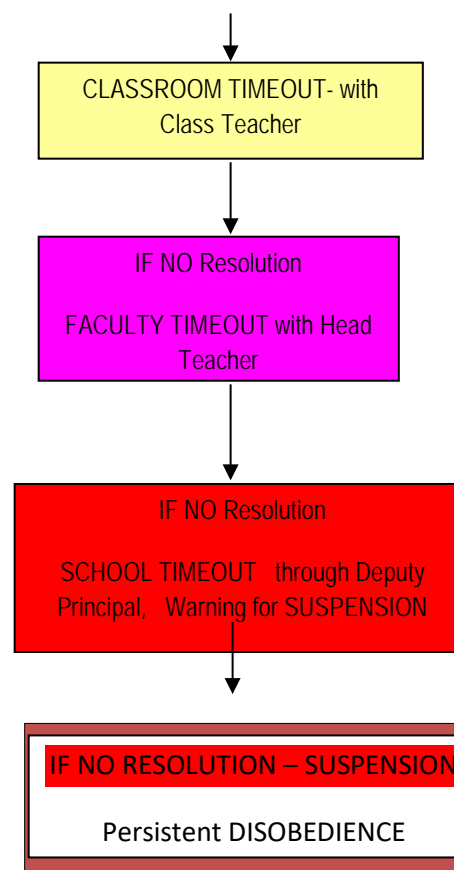 CLASSROOM TIMEOUT- with
Class Teacher
IF NO Resolution
FACULTY TIMEOUT with Head
Teacher
IF NO Resolution
SCHOOL TIMEOUT through Deputy
Principal, Warning for SUSPENSION
IF NO RESOLUTION – SUSPENSION
Persistent DISOBEDIENCE